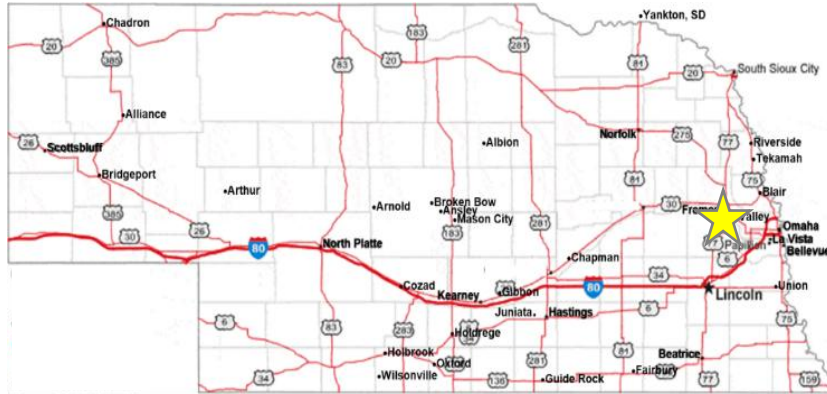 Yankton, SD
Chadron
20
385
183
281
83
81
20
20
South Sioux City
Alliance
Albion
Norfolk
275
77
Riverside
Tekamah
26
Scottsbluff
Bridgeport
75
Arthur
81
Blair
Arnold
Broken Bow
Ansley
Mason City
30
Valley
385
26
183
281
Omaha
30
80
North Platte
La Vista
Papillion
Bellevue
6
Chapman
34
Cozad
Kearney
Gibbon
80
Lincoln
Union
Juniata
Hastings
6
75
6
83
283
Holdrege
34
Holbrook
281
81
Beatrice
34
Oxford
Wilsonville
136
Guide Rock
Fairbury
77
159